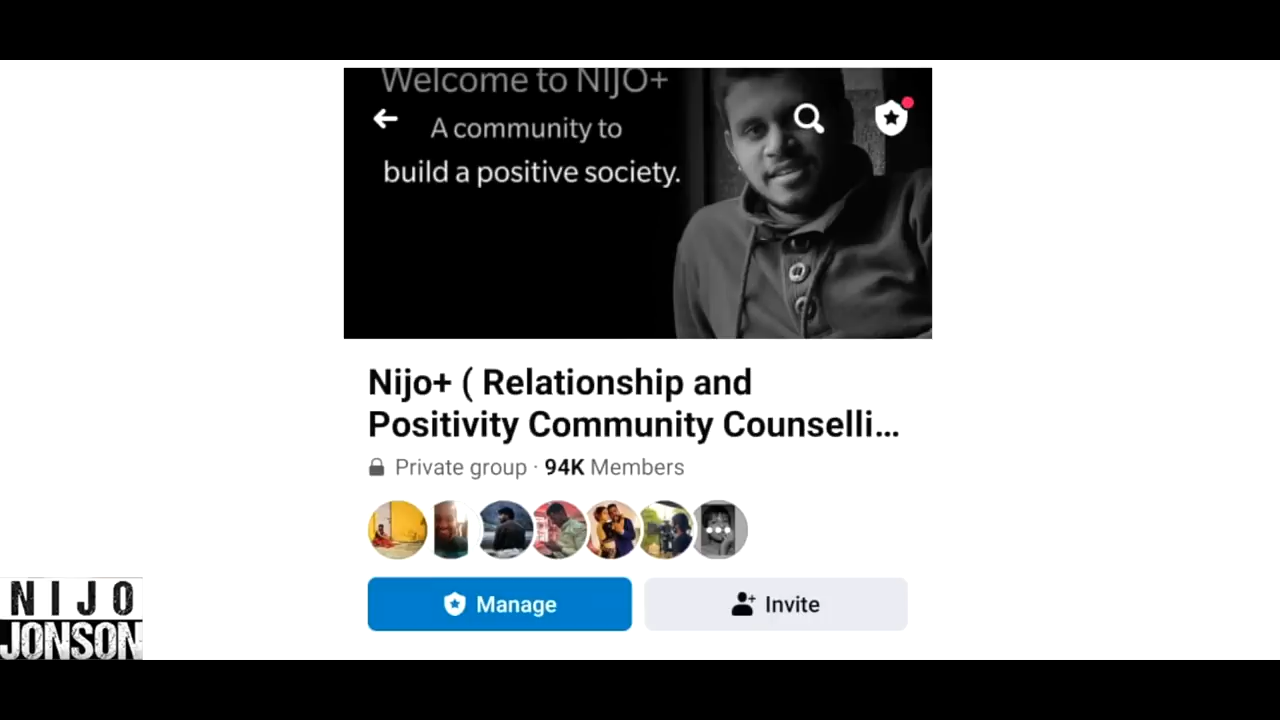 Welcome to NIJO+
A community to
build a positive society.
Nijo+ ( Relationship and
Positivity Community Counselli...
Private group · 94K Members
Manage
Invite
NIJO
JONSON